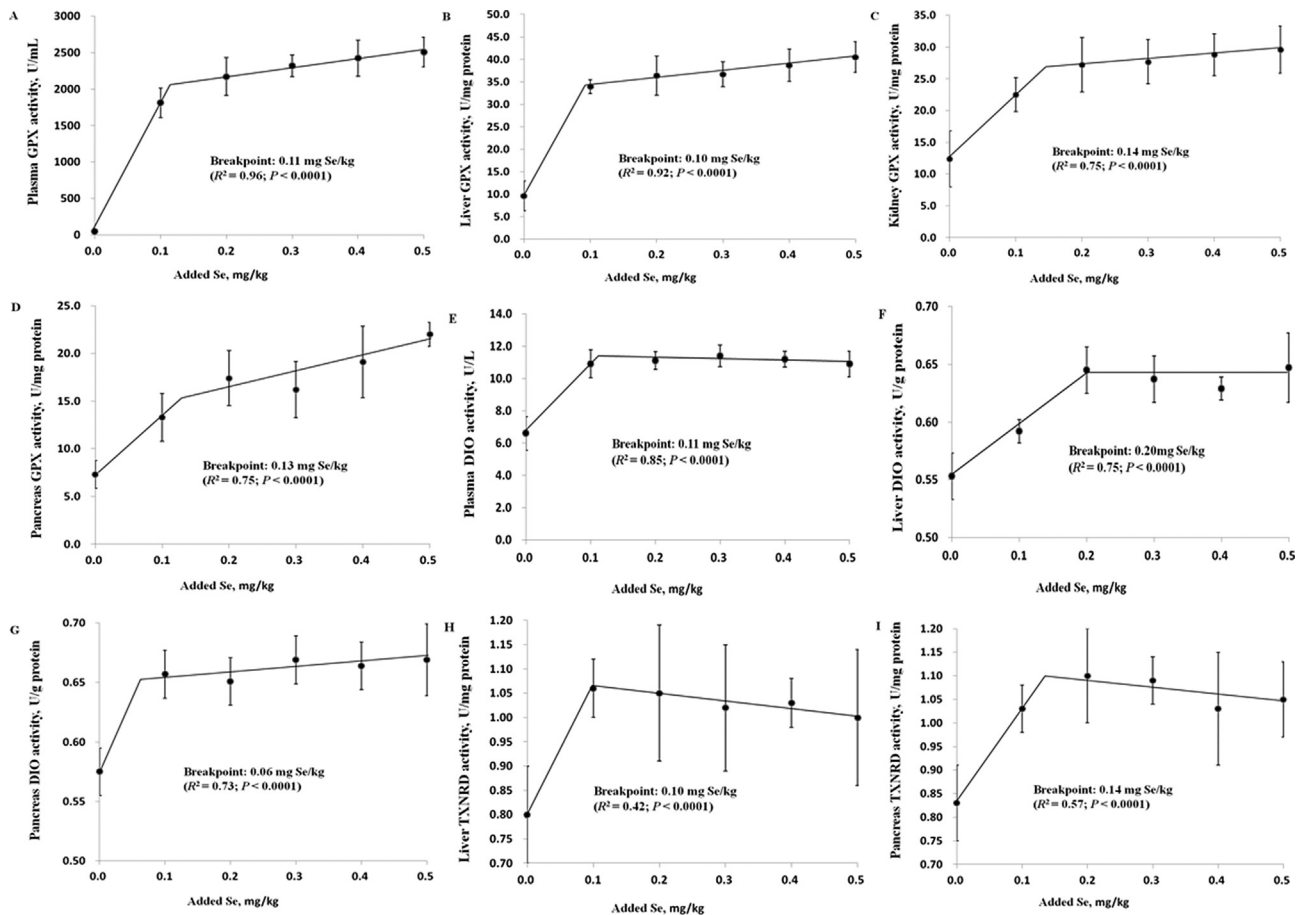 A
Plasma GPX activity, U/mL
3000
2500
2000
1500
1000
500
0
Breakpoint: 0.11 mg Se/kg
(R² = 0.96; P < 0.0001)
0.0 0.1 0.2 0.3 0.4 0.5
Added Se, mg/kg
B
Liver GPX activity, U/mg protein
50.0
45.0
40.0
35.0
30.0
25.0
20.0
15.0
10.0
5.0
0.0
Breakpoint: 0.10 mg Se/kg
(R² = 0.92; P < 0.0001)
0.0 0.1 0.2 0.3 0.4 0.5
Added Se, mg/kg
C
Kidney GPX activity, U/mg protein
35.0
30.0
25.0
20.0
15.0
10.0
5.0
0.0
Breakpoint: 0.14 mg Se/kg
(R² = 0.75; P < 0.0001)
0.0 0.1 0.2 0.3 0.4 0.5
Added Se, mg/kg
D
Pancreas GPX activity, U/mg protein
25.0
20.0
15.0
10.0
5.0
0.0
Breakpoint: 0.13 mg Se/kg
(R² = 0.75; P < 0.0001)
0.0 0.1 0.2 0.3 0.4 0.5
Added Se, mg/kg
E
Plasma DIO activity, U/L
14.0
12.0
10.0
8.0
6.0
4.0
2.0
0.0
Breakpoint: 0.11 mg Se/kg
(R² = 0.85; P < 0.0001)
0.0 0.1 0.2 0.3 0.4 0.5
Added Se, mg/kg
F
Liver DIO activity, U/g protein
0.70
0.65
0.60
0.55
0.50
Breakpoint: 0.20mg Se/kg
(R² = 0.75; P < 0.0001)
0.0 0.1 0.2 0.3 0.4 0.5
Added Se, mg/kg
G
Pancreas DIO activity, U/g protein
0.70
0.65
0.60
0.55
0.50
Breakpoint: 0.06 mg Se/kg
(R² = 0.73; P < 0.0001)
0.0 0.1 0.2 0.3 0.4 0.5
Added Se, mg/kg
H
Liver TXNRD activity, U/mg protein
1.20
1.15
1.10
1.05
1.00
0.95
0.90
0.85
0.80
0.75
0.70
Breakpoint: 0.10 mg Se/kg
(R² = 0.42; P < 0.0001)
0.0 0.1 0.2 0.3 0.4 0.5
Added Se, mg/kg
I
Pancreas TXNRD activity, U/mg protein
1.20
1.15
1.10
1.05
1.00
0.95
0.90
0.85
0.80
0.75
0.70
Breakpoint: 0.14 mg Se/kg
(R² = 0.57; P < 0.0001)
0.0 0.1 0.2 0.3 0.4 0.5
Added Se, mg/kg